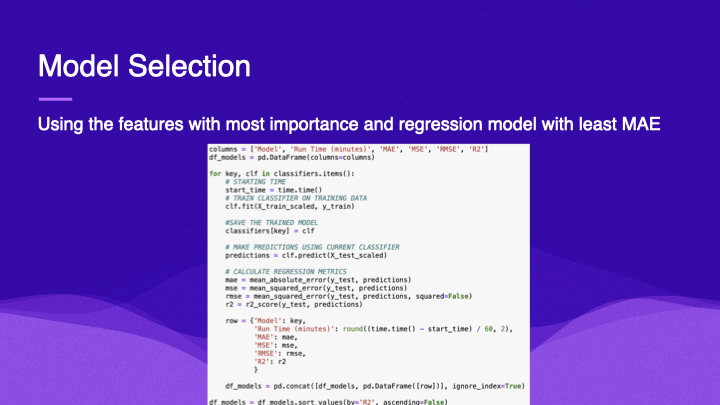 Model Selection
Using the features with most importance and regression model with least MAE
columns = ['Model', 'Run Time (minutes)', 'MAE', 'MSE', 'RMSE', 'R2']
df_models = pd.DataFrame(columns=columns)
for key, clf in classifiers.items():
# STARTING TIME
start_time = time.time()
# TRAIN CLASSIFIER ON TRAINING DATA
clf.fit(X_train_scaled, y_train)
#SAVE THE TRAINED MODEL
classifiers[key] = clf
# MAKE PREDICTIONS USING CURRENT CLASSIFIER
predictions = clf.predict(X_test_scaled)
# CALCULATE REGRESSION METRICS
mae = mean_absolute_error(y_test, predictions)
mse = mean_squared_error(y_test, predictions)
rmse = mean_squared_error(y_test, predictions, squared=False)
r2 = r2_score(y_test, predictions)
row = {'Model': key,
'Run Time (minutes)': round((time.time() - start_time) / 60, 2),
'MAE': mae,
'MSE': mse,
'RMSE': rmse,
'R2': r2
}
df_models = pd.concat([df_models, pd.DataFrame([row])], ignore_index=True)
df_models = df_models.sort_values(by='R2', ascending=False)